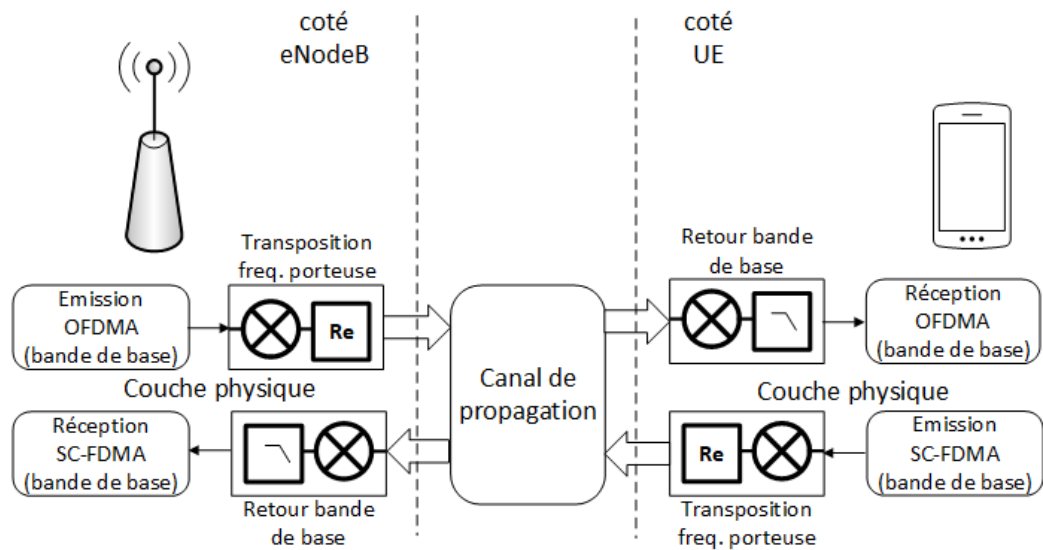 coté
eNodeB
coté
UE
Transposition
freq. porteuse
Retour bande
de base
Emission
OFDMA
(bande de base)
Re
Réception
OFDMA
(bande de base)
Couche physique
Canal de
propagation
Couche physique
Réception
SC-FDMA
(bande de base)
Re
Emission
SC-FDMA
(bande de base)
Retour bande
de base
Transposition
freq. porteuse